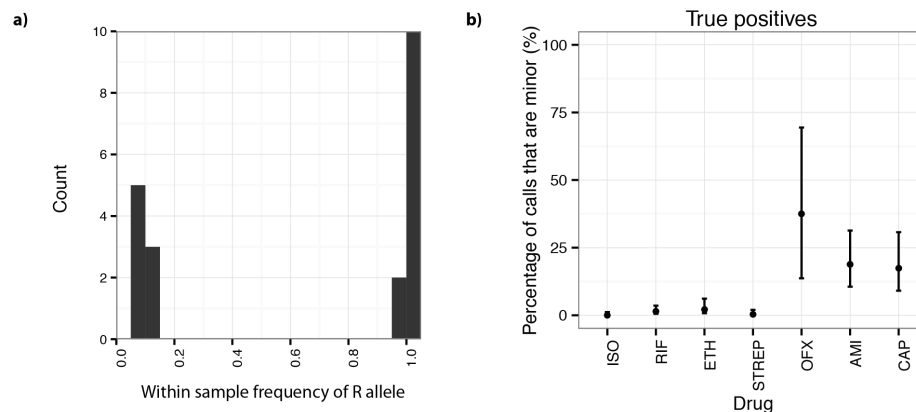 a)
10
8
6
4
2
0
Count
0.0 0.2 0.4 0.6 0.8 1.0
Within sample frequency of R allele
b)
True positives
Percentage of calls that are minor (%)
100
75
50
25
0
ISO RIF ETH STREP OFX AMI CAP
Drug